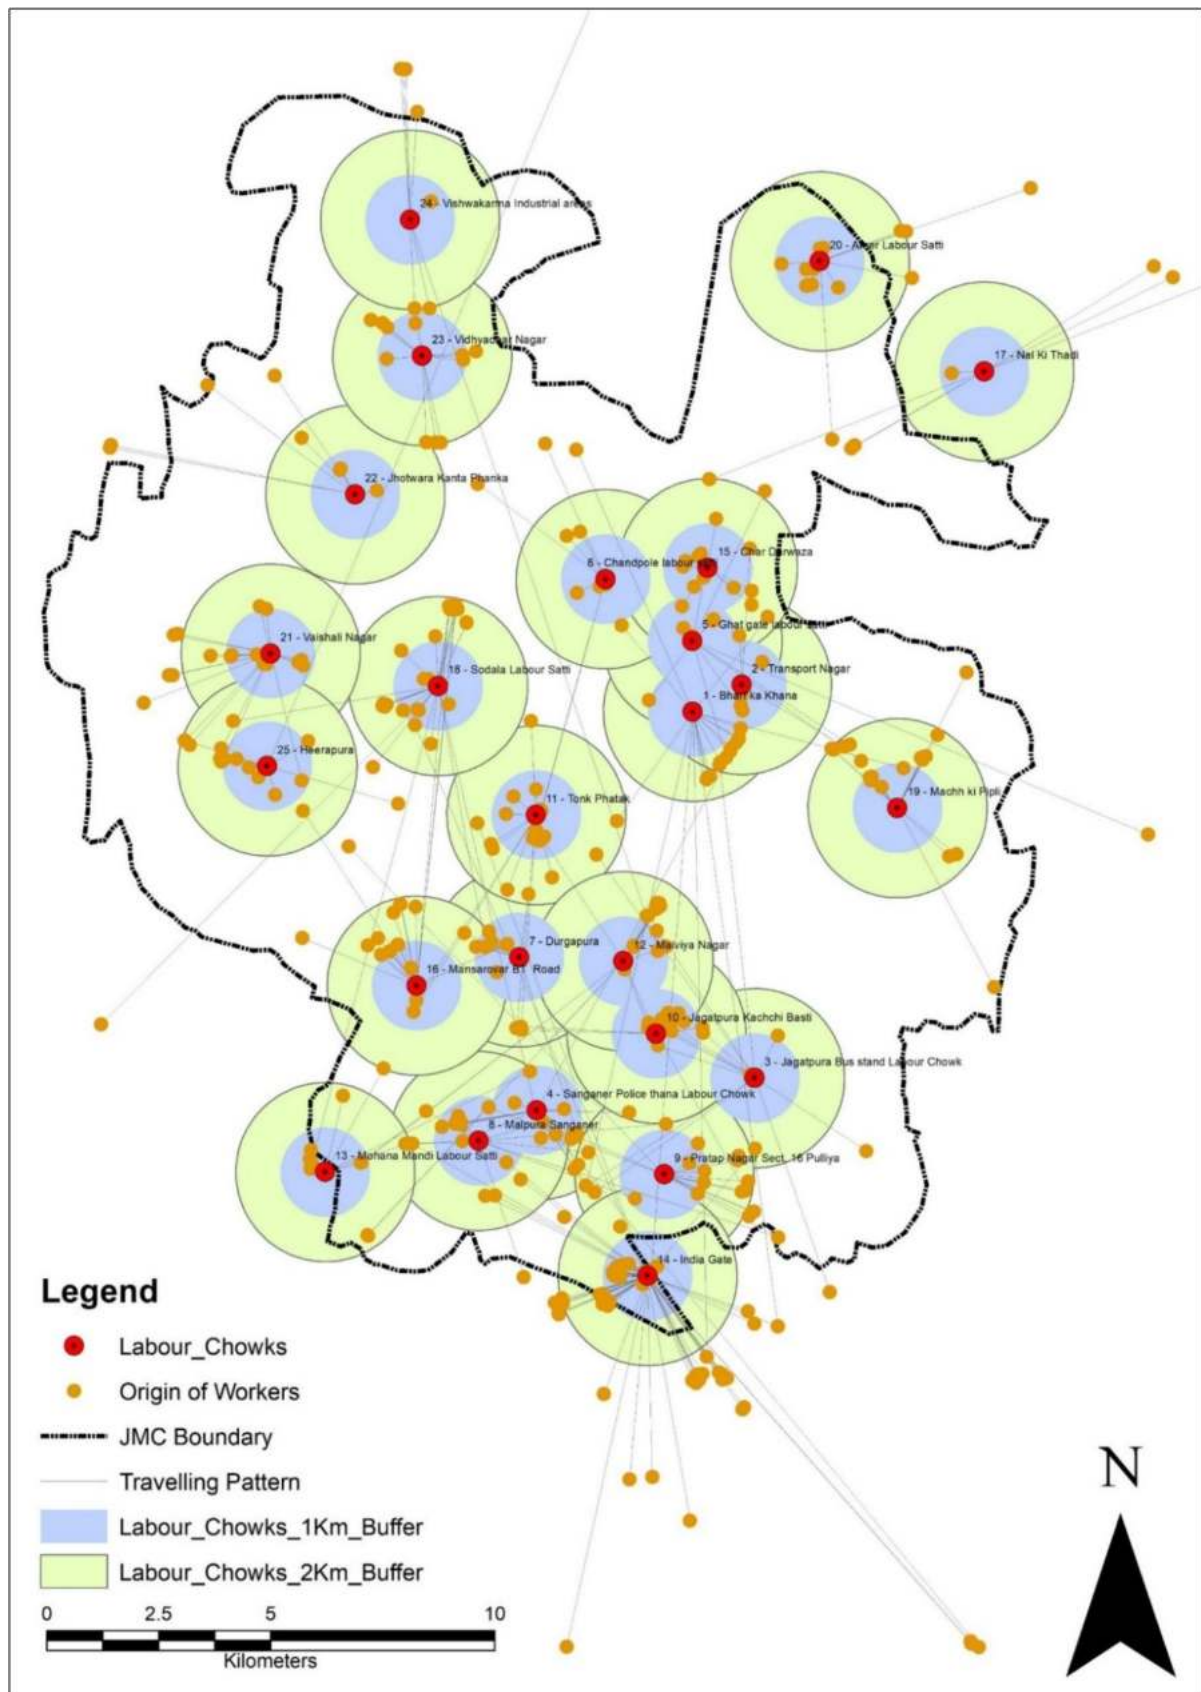 24 - Vishwakarma Industrial areas
20 - Amer Labour Satti
23 - Vidhyadhar Nagar
17 - Nai Ki Thadi
22 - Jhotwara Kanta Phanka
15 - Char Darwaza
6 - Chandpole labour
5 - Ghat gate labour satti
21 - Vaishali Nagar
18 - Sodala Labour Satti
2 - Transport Nagar
1 - Bhari ka Khana
25 - Heerapura
19 - Machh ki Pipli
11 - Tonk Phatak
7 - Durgapura
12 - Malviya Nagar
16 - Mansarovar BT Road
10 - Jagatpura Kachchi Basti
3 - Jagatpura Bus stand Labour Chowk
4 - Sanganer Police thana Labour Chowk
8 - Malpura Sanganer
13 - Mohana Mandi Labour Satti
9 - Pratap Nagar Sect. 16 Pulliya
14 - India Gate
Legend
Labour_Chowks
Origin of Workers
JMC Boundary
Travelling Pattern
Labour_Chowks_1Km_Buffer
Labour_Chowks_2Km_Buffer
0 2.5 5 10
Kilometers
N